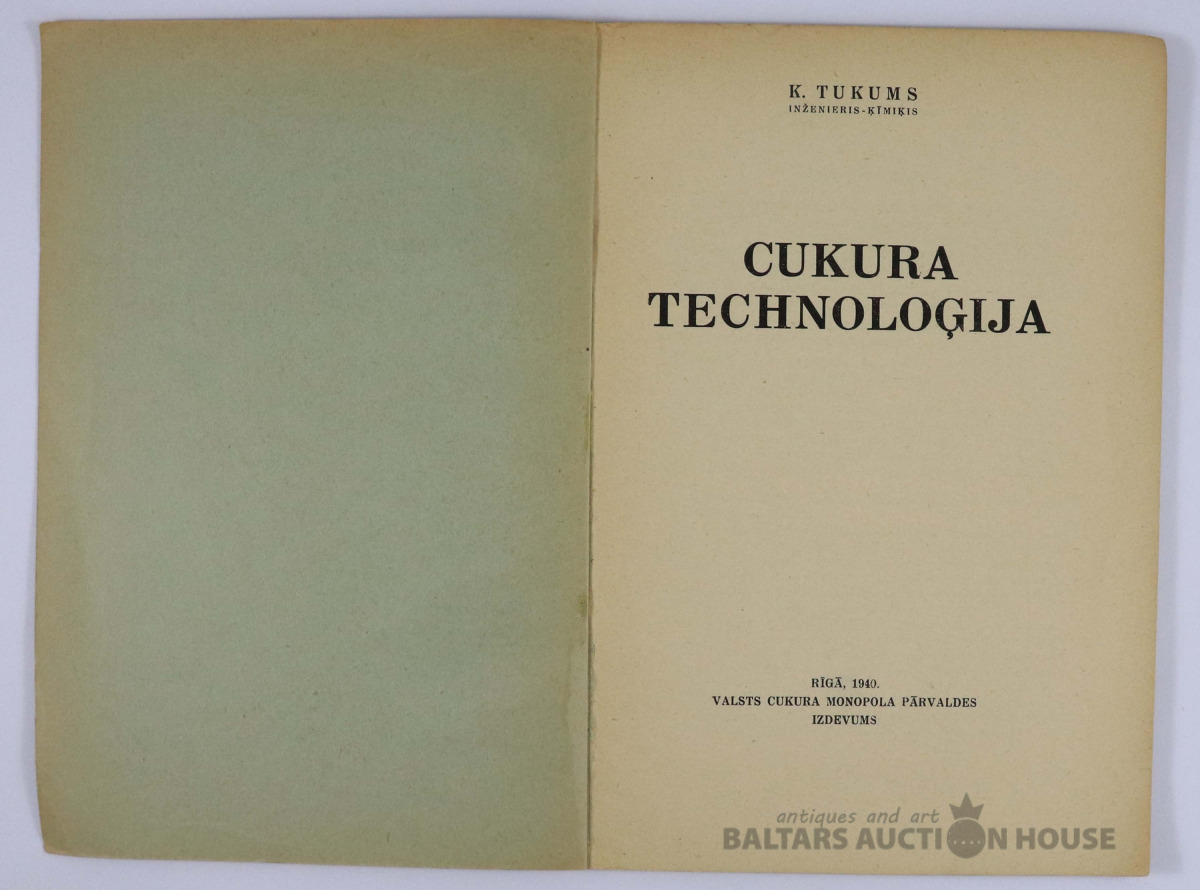 K. TUKUMS
INŽENIERIS-ĶĪMIĶIS
CUKURA
TECHNOLOĢIJA
RĪGĀ, 1940.
VALSTS CUKURA MONOPOLA PĀRVALDES
IZDEVUMS
antiques and art
BALTARS AUCTION HOUSE